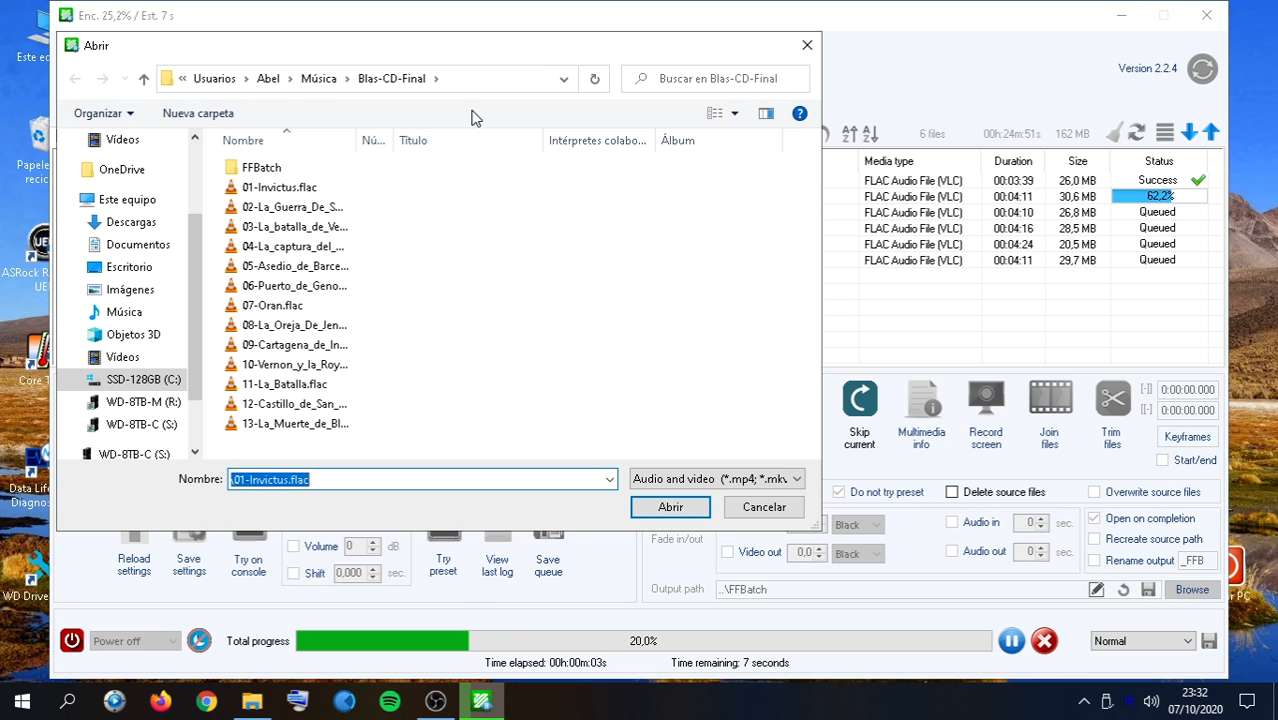 Enc. 25,2% / Est. 7 s
Abrir
Este e
Usuarios
Abel
Música
Blas-CD-Final
Buscar en Blas-CD-Final
Version 2.2.4
Organizar
Nueva carpeta
6 files
00h:24m:51s
162 MB
Papele
recic
Vídeos
Nombre
Nú...
Título
Intérpretes colabo...
Álbum
Media type
Duration
Size
Status
OneDrive
FFBatch
FLAC Audio File (VLC)
00:03:39
26,0 MB
Success
01-Invictus.flac
FLAC Audio File (VLC)
00:04:11
30,6 MB
62,2%
Este equipo
02-La_Guerra_De_S...
FLAC Audio File (VLC)
00:04:10
26,8 MB
Queued
Descargas
03-La_batalla_de_Ve...
FLAC Audio File (VLC)
00:04:16
28,5 MB
Queued
Documentos
04-La_captura_del_...
FLAC Audio File (VLC)
00:04:24
20,5 MB
Queued
Escritorio
05-Asedio_de_Barce...
FLAC Audio File (VLC)
00:04:11
29,7 MB
Queued
ASRock R
UEF
Imágenes
06-Puerto_de_Geno...
Música
07-Oran.flac
Objetos 3D
08-La_Oreja_De_Jen...
Vídeos
09-Cartagena_de_In...
Core T
SSD-128GB (C:)
10-Vernon_y_la_Roy...
WD-8TB-M (R:)
11-La_Batalla.flac
WD-8TB-C (S:)
12-Castillo_de_San_...
13-La_Muerte_de_Bl...
WD-8TB-C (S:)
Skip
current
Multimedia
info
Record
screen
Join
files
Trim
files
0:00:00.000
0:00:00.000
Keyframes
Start/end
Data L
Diagno
Nombre:
\01-Invictus.flac
Audio and video (*.mp4; *.mk
Abrir
Cancelar
Do not try preset
Delete source files
Overwrite source files
Black
Audio in
0
sec.
Open on completion
Fade in/out
Recreate source path
Video out
0,0
Black
Audio out
0
sec.
Rename output
_FFB
Reload
settings
Save
settings
Try on
console
Volume
0
dB
Shift
0,000
sec.
Try
preset
View
last log
Save
queue
WD Drive
r PC
Output path
..\FFBatch
Browse
Power off
Total progress
20,0%
Normal
Time elapsed: 00h:00m:03s
Time remaining: 7 seconds
23:32
07/10/2020